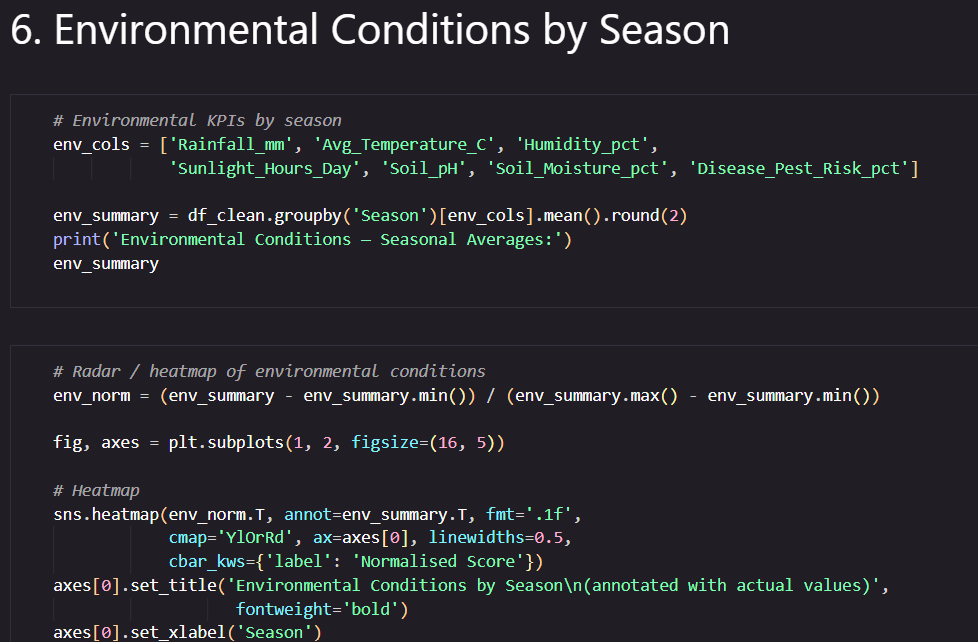 6. Environmental Conditions by Season
# Environmental KPIs by season
env_cols = ['Rainfall_mm', 'Avg_Temperature_C', 'Humidity_pct',
'Sunlight_Hours_Day', 'Soil_pH', 'Soil_Moisture_pct', 'Disease_Pest_Risk_pct']
env_summary = df_clean.groupby('Season')[env_cols].mean().round(2)
print('Environmental Conditions — Seasonal Averages:')
env_summary
# Radar / heatmap of environmental conditions
env_norm = (env_summary - env_summary.min()) / (env_summary.max() - env_summary.min())
fig, axes = plt.subplots(1, 2, figsize=(16, 5))
# Heatmap
sns.heatmap(env_norm.T, annot=env_summary.T, fmt='.1f',
cmap='YlOrRd', ax=axes[0], linewidths=0.5,
cbar_kws={'label': 'Normalised Score'})
axes[0].set_title('Environmental Conditions by Season\n(annotated with actual values)',
fontweight='bold')
axes[0].set_xlabel('Season')